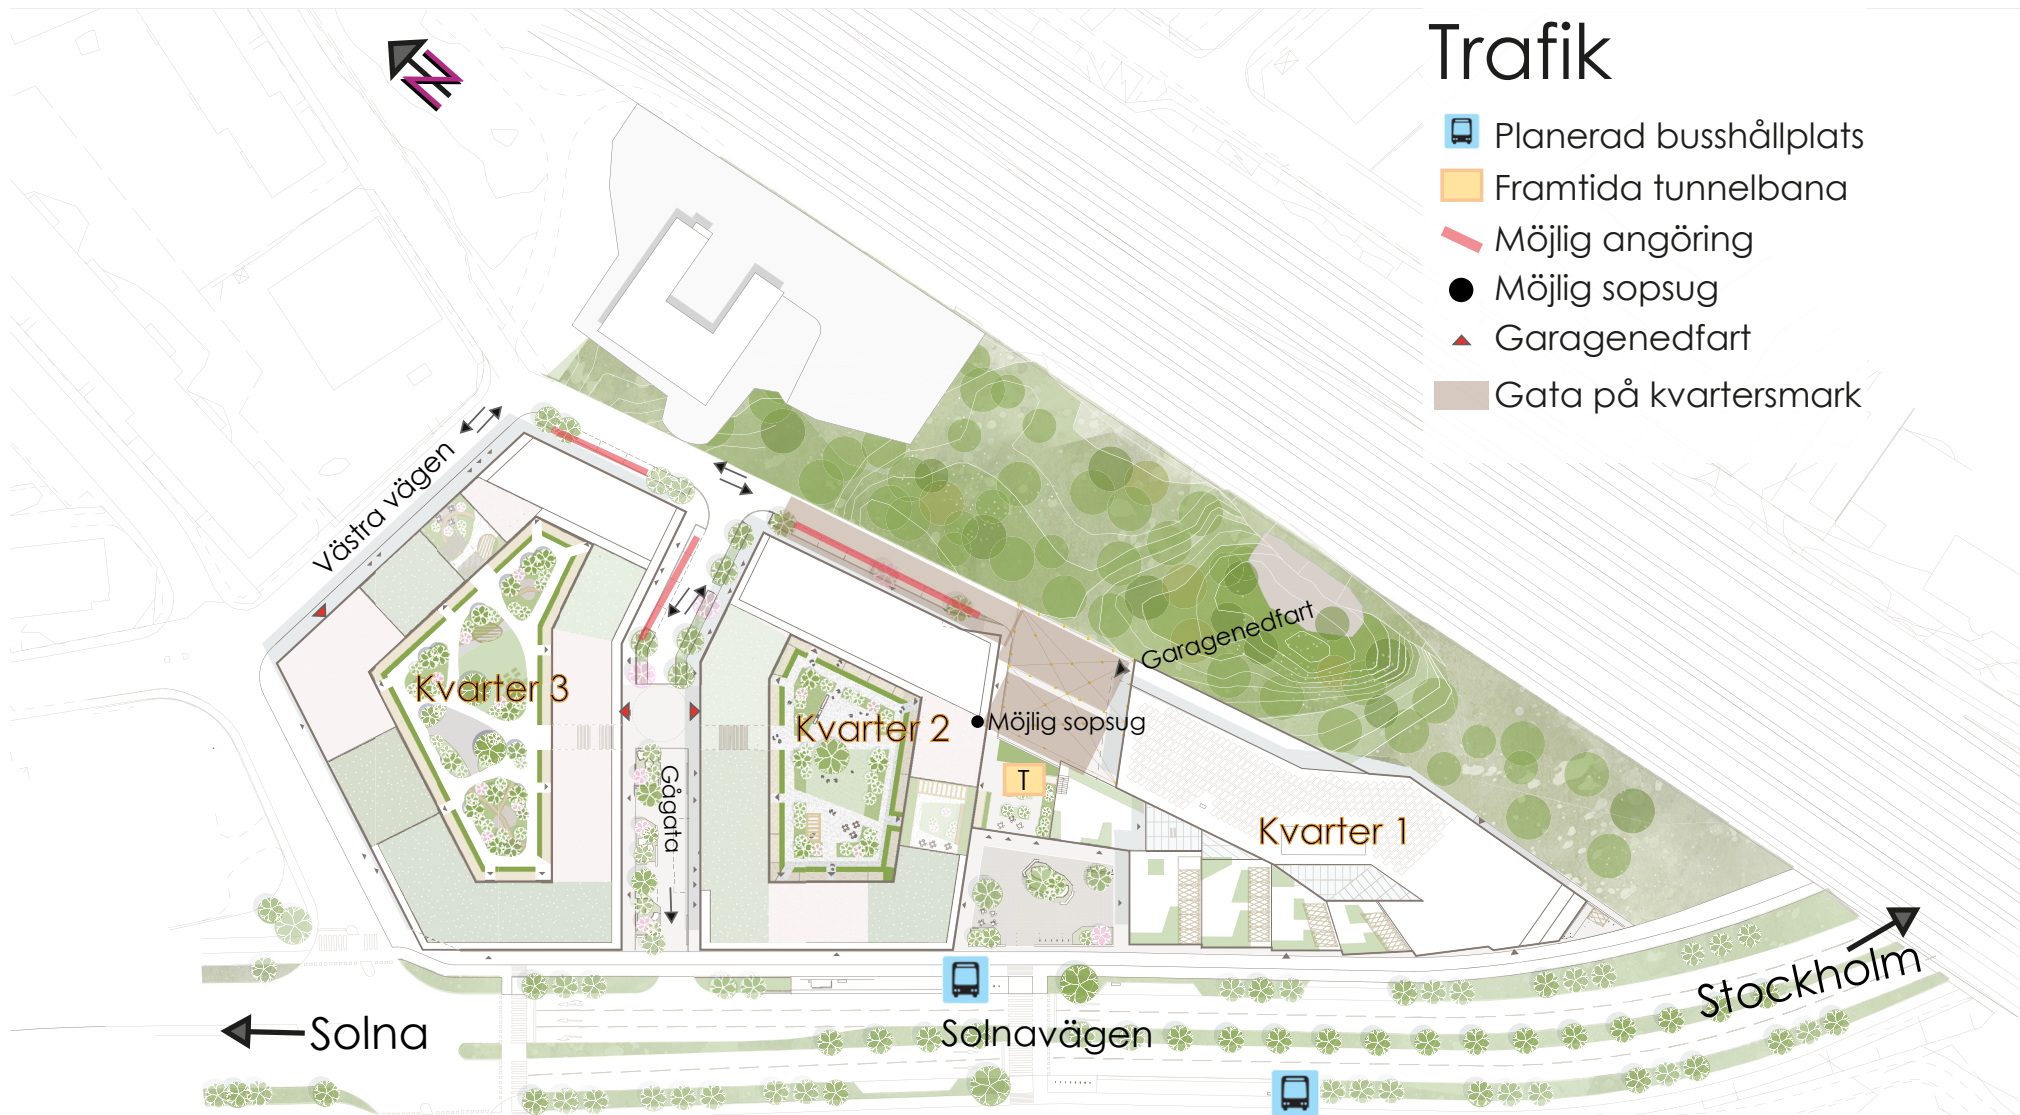 N
Trafik
Planerad busshållplats
Framtida tunnelbana
Möjlig angöring
Möjlig sopsug
Garagenedfart
Gata på kvartersmark
Västra vägen
Garagenedfart
Kvarter 3
Kvarter 2
Möjlig sopsug
T
Gågata
Kvarter 1
Stockholm
Solna
Solnavägen